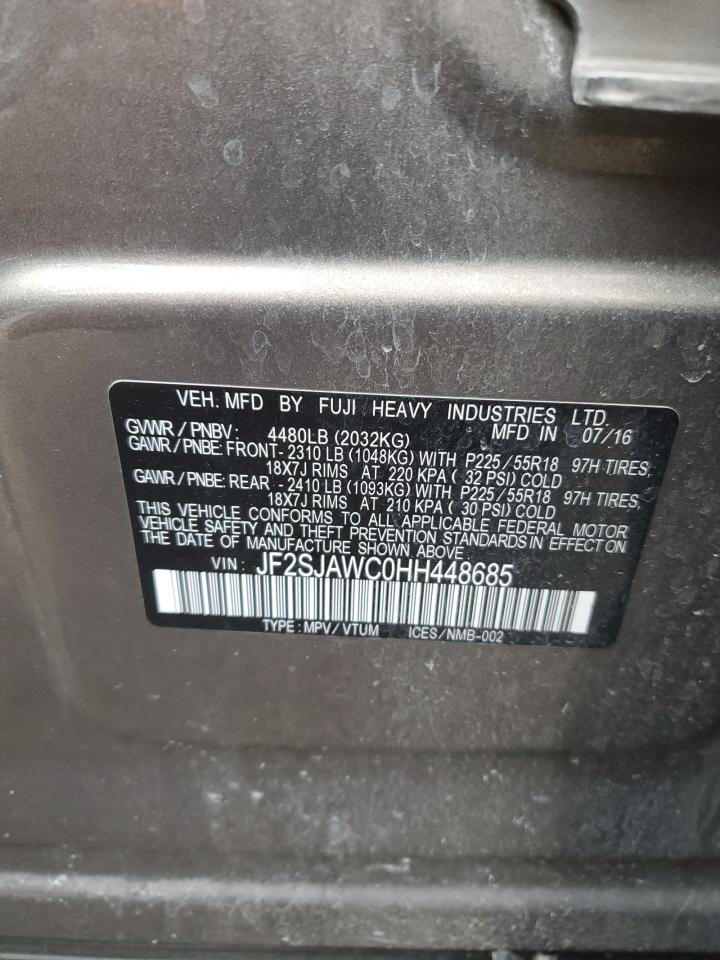 VEH. MFD BY FUJI HEAVY INDUSTRIES LTD.
GVWR / PNBV : 4480LB (2032KG) MFD IN 07/16
GAWR / PNBE: FRONT- 2310 LB (1048KG) WITH P225/55R18 97H TIRES,
18X7J RIMS AT 220 KPA ( 32 PSI) COLD
GAWR / PNBE: REAR - 2410 LB (1093KG) WITH P225/55R18 97H TIRES,
18X7J RIMS AT 210 KPA ( 30 PSI) COLD
THIS VEHICLE CONFORMS TO ALL APPLICABLE FEDERAL MOTOR
VEHICLE SAFETY AND THEFT PREVENTION STANDARDS IN EFFECT ON
THE DATE OF MANUFACTURE SHOWN ABOVE.
VIN : JF2SJAWC0HH448685
TYPE : MPV/VTUM ICES/NMB-002